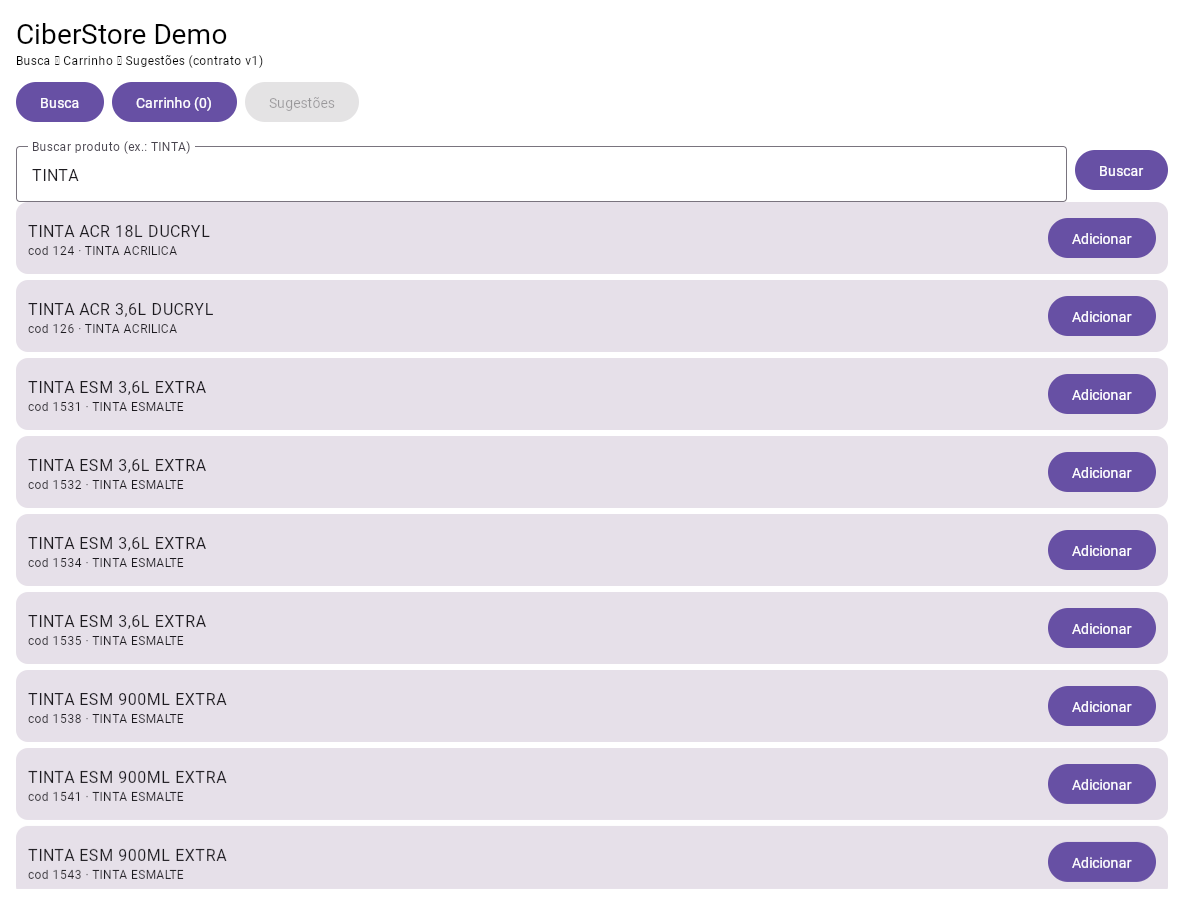 CiberStore Demo
Busca ▯ Carrinho ▯ Sugestões (contrato v1)
Busca
Carrinho (0)
Sugestões
Buscar produto (ex.: TINTA)
TINTA
Buscar
TINTA ACR 18L DUCRYL
cod 124 · TINTA ACRILICA
Adicionar
TINTA ACR 3,6L DUCRYL
cod 126 · TINTA ACRILICA
Adicionar
TINTA ESM 3,6L EXTRA
cod 1531 · TINTA ESMALTE
Adicionar
TINTA ESM 3,6L EXTRA
cod 1532 · TINTA ESMALTE
Adicionar
TINTA ESM 3,6L EXTRA
cod 1534 · TINTA ESMALTE
Adicionar
TINTA ESM 3,6L EXTRA
cod 1535 · TINTA ESMALTE
Adicionar
TINTA ESM 900ML EXTRA
cod 1538 · TINTA ESMALTE
Adicionar
TINTA ESM 900ML EXTRA
cod 1541 · TINTA ESMALTE
Adicionar
TINTA ESM 900ML EXTRA
cod 1543 · TINTA ESMALTE
Adicionar